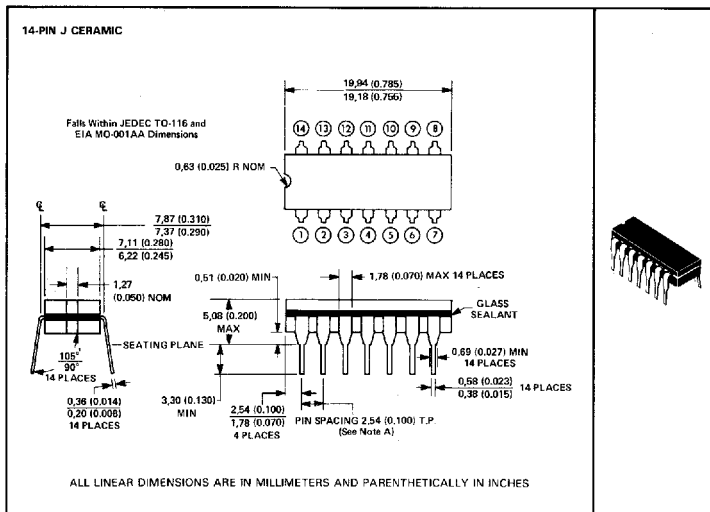 14-PIN J CERAMIC
19,94 (0.785)
19,18 (0.755)
Falls Within JEDEC TO-116 and
EIA MO-001AA Dimensions
14 13 12 11 10 9 8
0,63 (0.025) R NOM
1 2 3 4 5 6 7
℄ ℄
7,87 (0.310)
7,37 (0.290)
7,11 (0.280)
6,22 (0.245)
1,27
(0.050) NOM
0,51 (0.020) MIN
1,78 (0.070) MAX 14 PLACES
5,08 (0.200)
MAX
GLASS
SEALANT
SEATING PLANE
105°
90°
14 PLACES
0,69 (0.027) MIN
14 PLACES
0,36 (0.014)
0,20 (0.008)
14 PLACES
3,30 (0.130)
MIN
0,58 (0.023)
0,38 (0.015)
14 PLACES
2,54 (0.100)
1,78 (0.070)
4 PLACES
PIN SPACING 2,54 (0.100) T.P.
(See Note A)
ALL LINEAR DIMENSIONS ARE IN MILLIMETERS AND PARENTHETICALLY IN INCHES